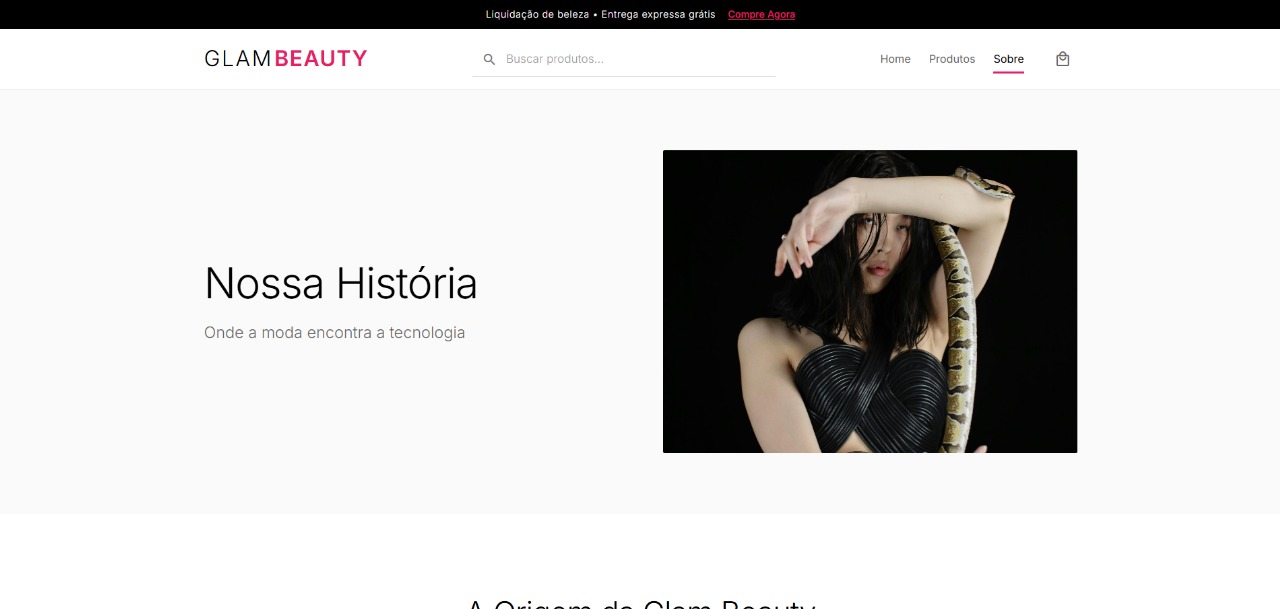 Liquidação de beleza • Entrega expressa grátis Compre Agora
GLAMBEAUTY
Buscar produtos...
Home Produtos Sobre
Nossa História
Onde a moda encontra a tecnologia
A Origem da Glam Beauty